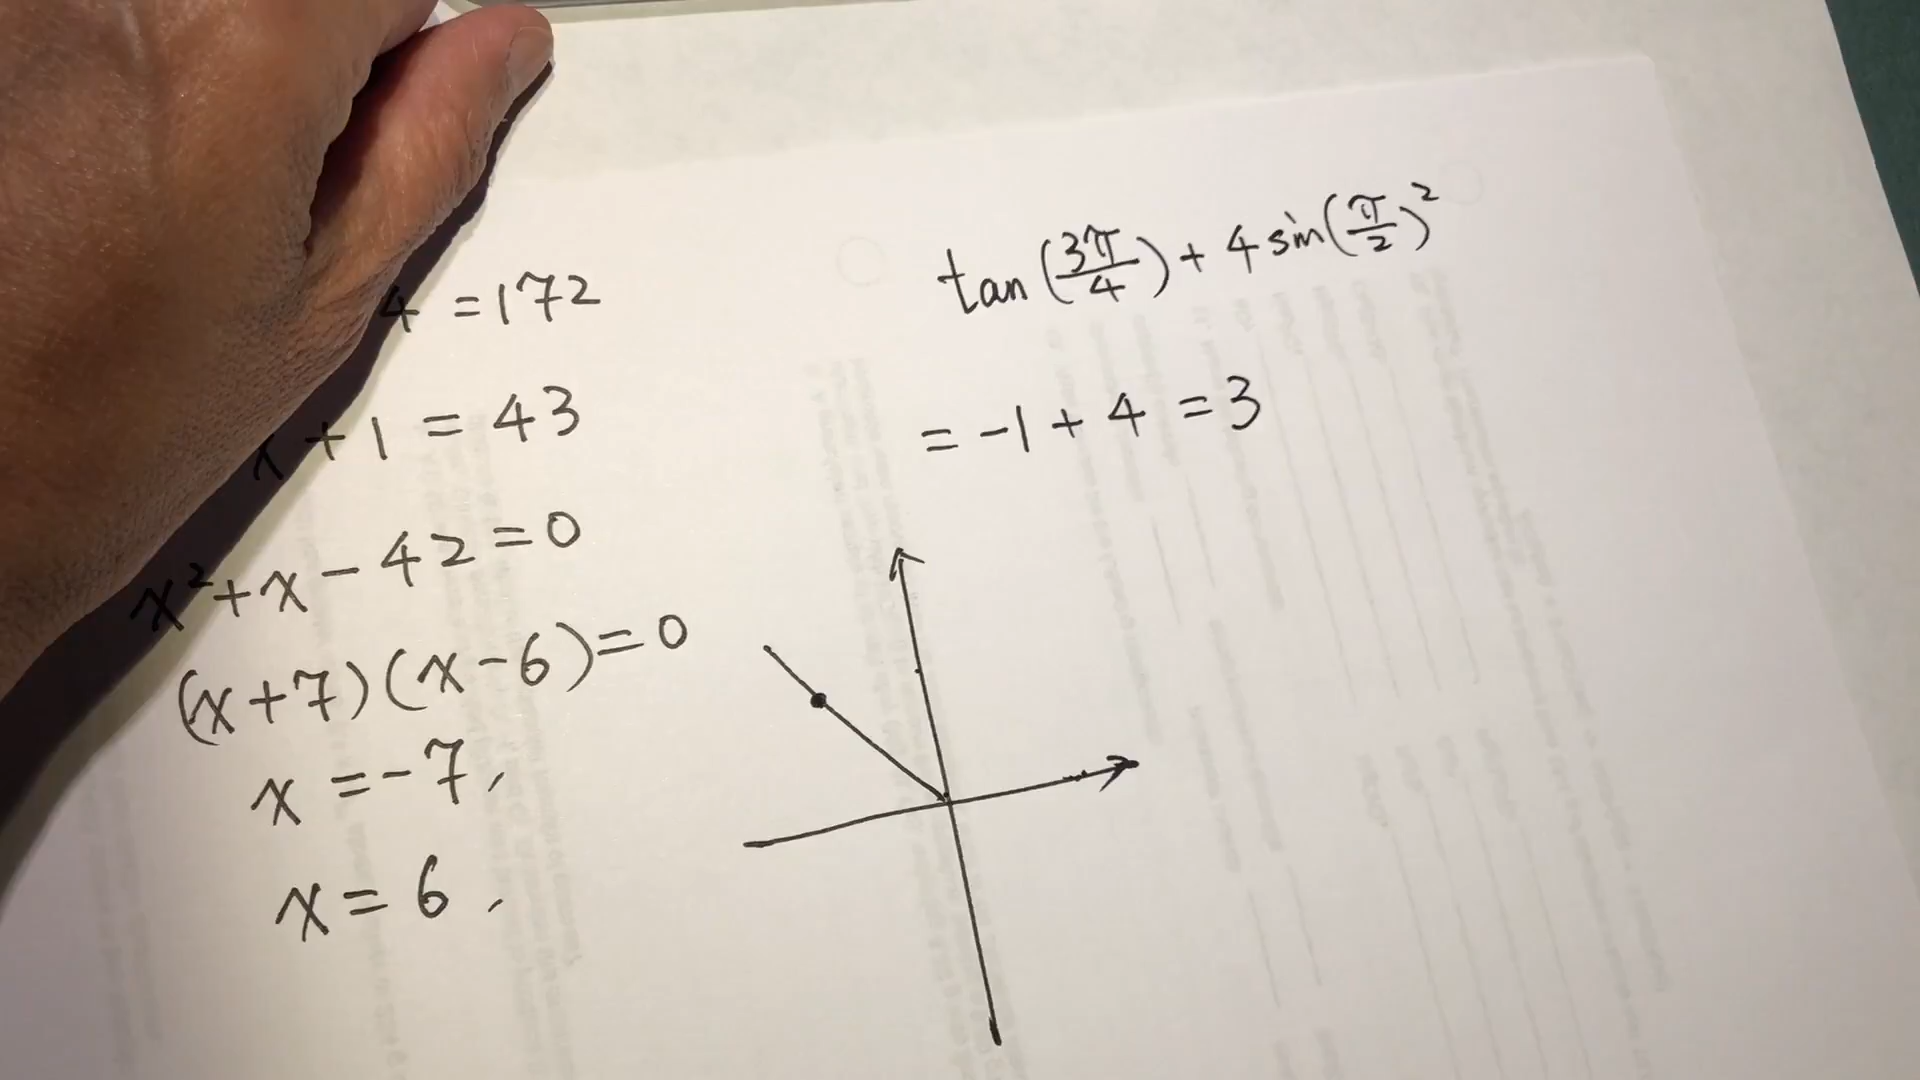 4 = 172
x + 1 = 43
x² + x - 42 = 0
(x + 7)(x - 6) = 0
x = -7,
x = 6,
tan(3π/4) + 4 sin(π/2)²
= -1 + 4 = 3